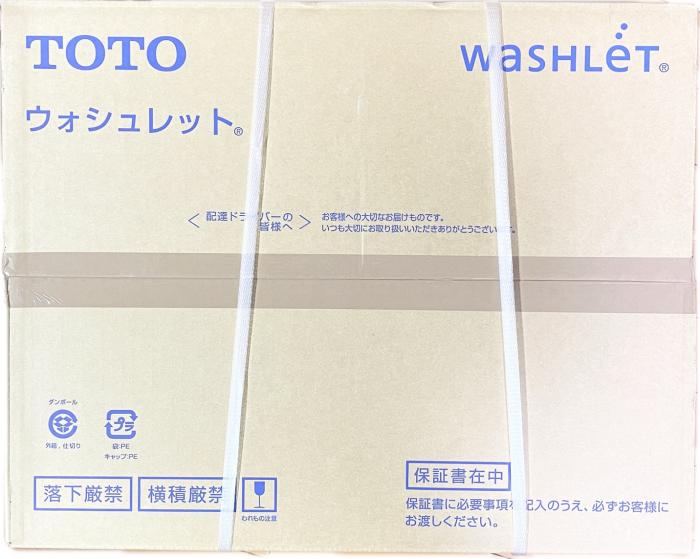 TOTO
WASHLET®
ウォシュレット®
＜配達ドライバーの皆様へ＞
お客様への大切なお届けものです。
いつも大切にお取り扱いいただきありがとうございます。
ダンボール
外箱,仕切り
プラ
袋:PE
キャップ:PE
落下厳禁
横積厳禁
われもの注意
保証書在中
保証書に必要事項を記入のうえ、必ずお客様に
お渡しください。